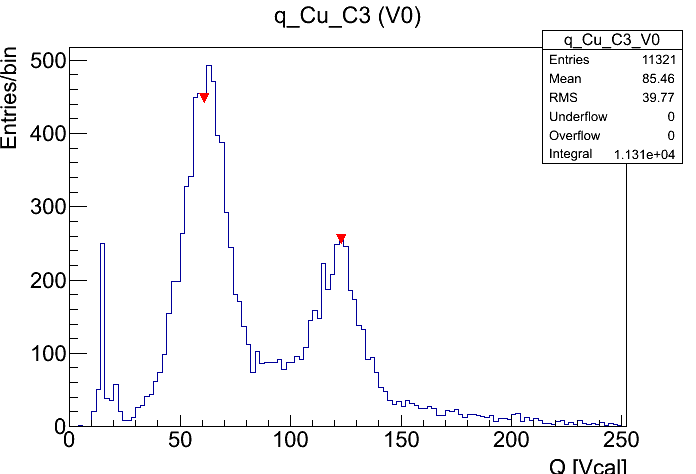 q_Cu_C3 (V0)
Entries/bin
q_Cu_C3_V0
Entries 11321
Mean 85.46
RMS 39.77
Underflow 0
Overflow 0
Integral 1.131e+04
500
400
300
200
100
0
0 50 100 150 200 250
Q [Vcal]